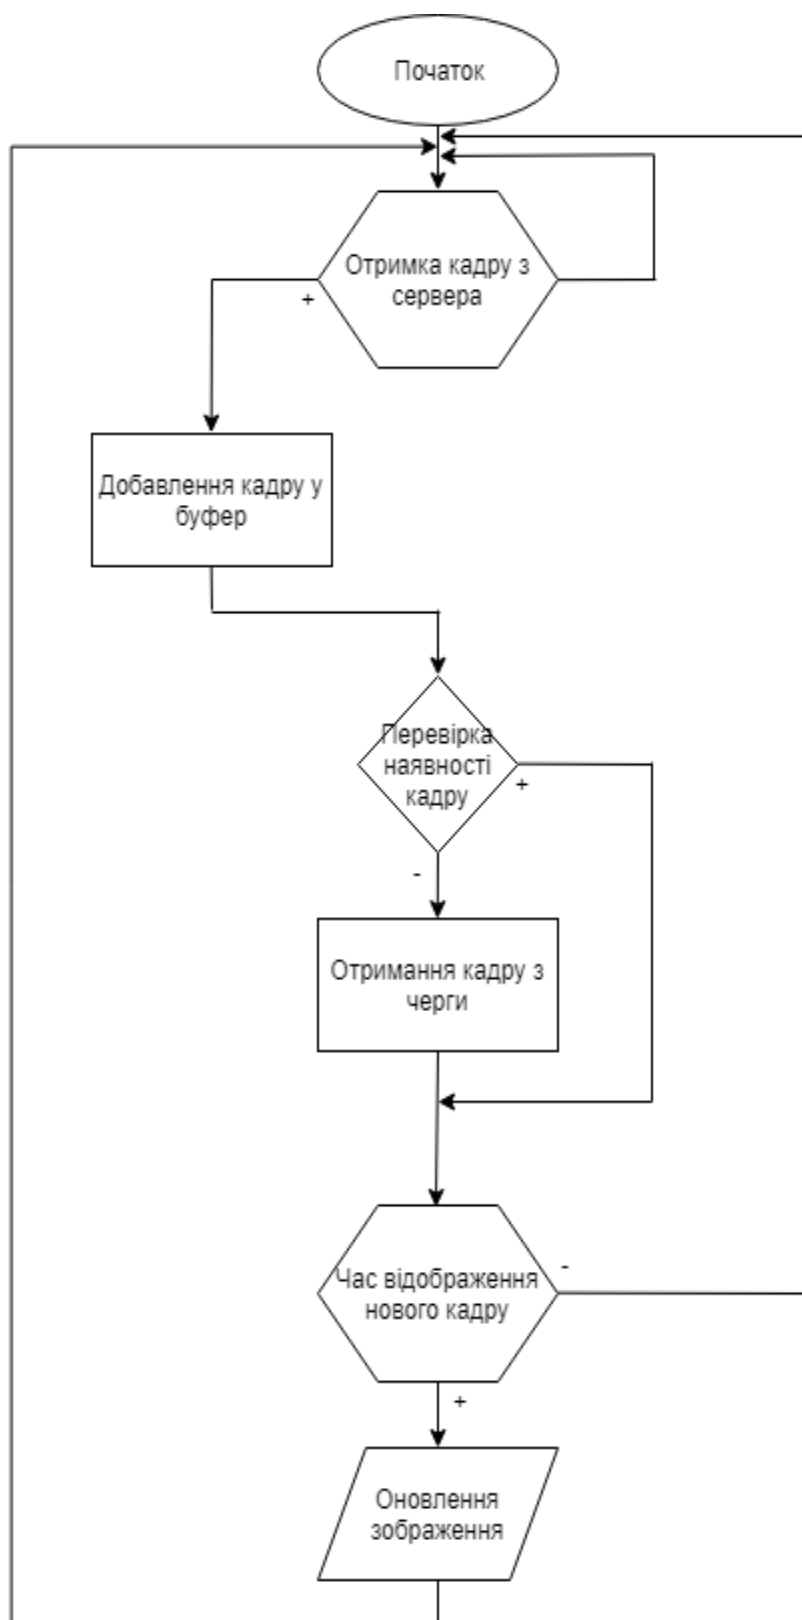 Початок
Отримка кадру з
сервера
+
Добавлення кадру у
буфер
Перевірка
наявності
кадру
+
-
Отримання кадру з
черги
Час відображення
нового кадру
-
+
Оновлення
зображення